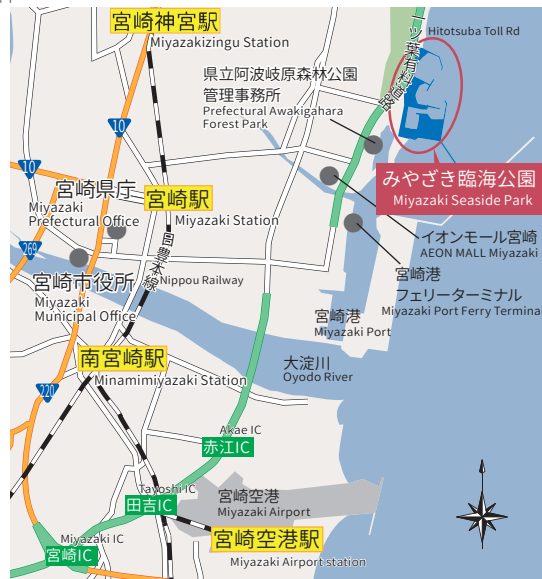 宮崎神宮駅
Miyazakizingu Station
一ツ葉有料道路
Hitotsuba Toll Rd
県立阿波岐原森林公園
管理事務所
Prefectural Awakigahara
Forest Park
10
10
みやざき臨海公園
Miyazaki Seaside Park
宮崎県庁
Miyazaki
Prefectural Office
宮崎駅
Miyazaki Station
イオンモール宮崎
AEON MALL Miyazaki
269
日豊本線
Nippou Railway
宮崎市役所
Miyazaki
Municipal Office
宮崎港
フェリーターミナル
Miyazaki Port Ferry Termina
宮崎港
Miyazaki Port
南宮崎駅
Minamimiyazaki Station
大淀川
Oyodo River
220
Akae IC
赤江IC
Tayoshi IC
田吉IC
宮崎空港
Miyazaki Airport
Miyazaki IC
宮崎IC
宮崎空港駅
Miyazaki Airport station